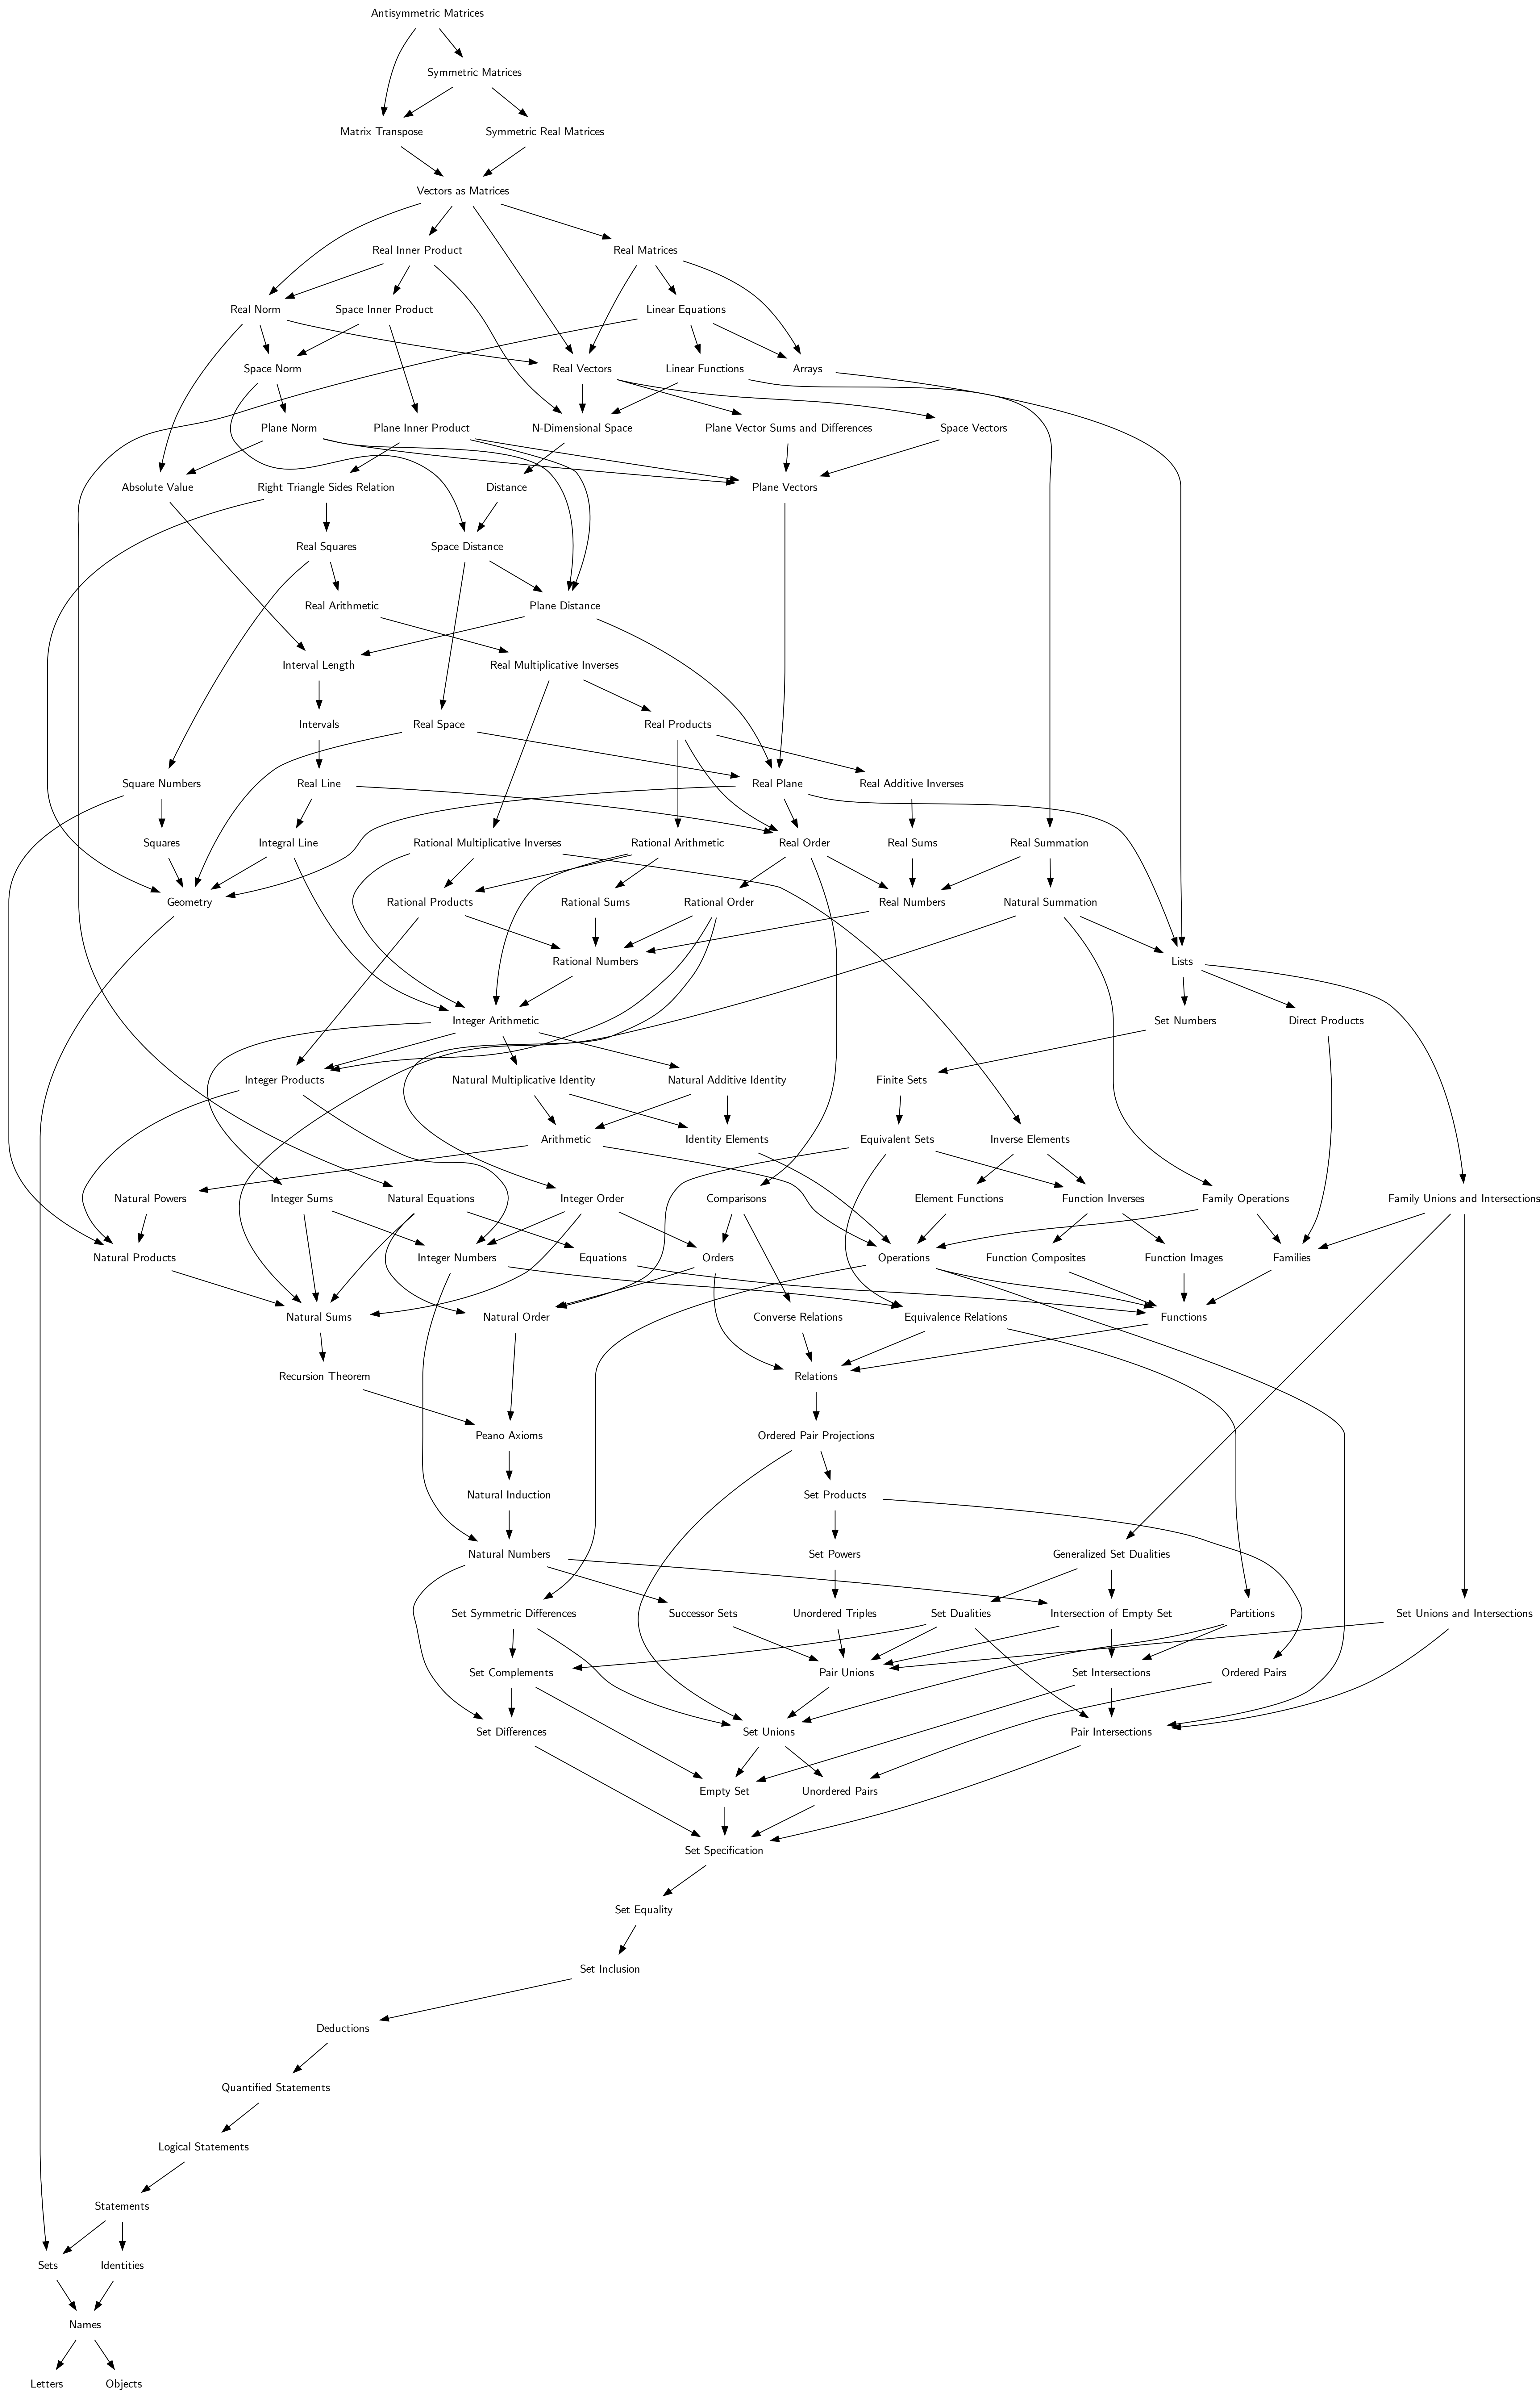 Antisymmetric Matrices
Symmetric Matrices
Matrix Transpose
Symmetric Real Matrices
Vectors as Matrices
Real Inner Product
Real Matrices
Real Norm
Space Inner Product
Linear Equations
Space Norm
Real Vectors
Linear Functions
Arrays
Plane Norm
Plane Inner Product
N-Dimensional Space
Plane Vector Sums and Differences
Space Vectors
Absolute Value
Right Triangle Sides Relation
Distance
Plane Vectors
Real Squares
Space Distance
Real Arithmetic
Plane Distance
Interval Length
Real Multiplicative Inverses
Intervals
Real Space
Real Products
Square Numbers
Real Line
Real Plane
Real Additive Inverses
Squares
Integral Line
Rational Multiplicative Inverses
Rational Arithmetic
Real Order
Real Sums
Real Summation
Geometry
Rational Products
Rational Sums
Rational Order
Real Numbers
Natural Summation
Rational Numbers
Lists
Integer Arithmetic
Set Numbers
Direct Products
Integer Products
Natural Multiplicative Identity
Natural Additive Identity
Finite Sets
Arithmetic
Identity Elements
Equivalent Sets
Inverse Elements
Natural Powers
Integer Sums
Natural Equations
Integer Order
Comparisons
Element Functions
Function Inverses
Family Operations
Family Unions and Intersections
Natural Products
Integer Numbers
Equations
Orders
Operations
Function Composites
Function Images
Families
Natural Sums
Natural Order
Converse Relations
Equivalence Relations
Functions
Recursion Theorem
Relations
Peano Axioms
Ordered Pair Projections
Natural Induction
Set Products
Natural Numbers
Set Powers
Generalized Set Dualities
Set Symmetric Differences
Successor Sets
Unordered Triples
Set Dualities
Intersection of Empty Set
Partitions
Set Unions and Intersections
Set Complements
Pair Unions
Set Intersections
Ordered Pairs
Set Differences
Set Unions
Pair Intersections
Empty Set
Unordered Pairs
Set Specification
Set Equality
Set Inclusion
Deductions
Quantified Statements
Logical Statements
Statements
Sets
Identities
Names
Letters
Objects